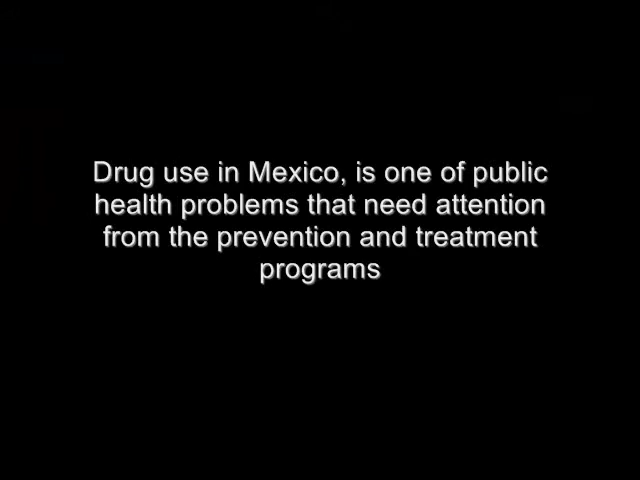 Drug use in Mexico, is one of public
health problems that need attention
from the prevention and treatment
programs